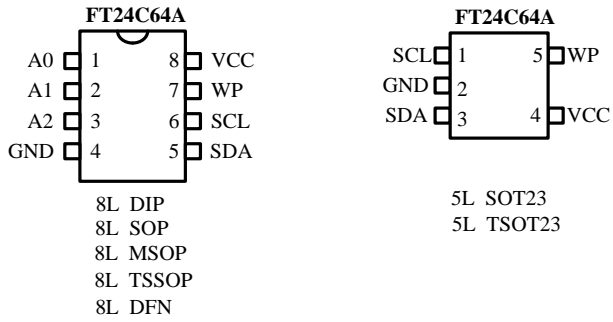 FT24C64A
A0 1 8 VCC
A1 2 7 WP
A2 3 6 SCL
GND 4 5 SDA
8L DIP
8L SOP
8L MSOP
8L TSSOP
8L DFN
FT24C64A
SCL 1 5 WP
GND 2
SDA 3 4 VCC
5L SOT23
5L TSOT23